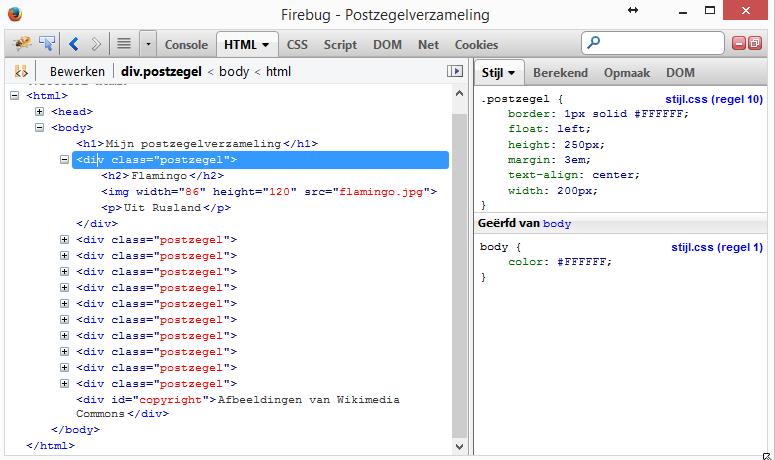 Firebug - Postzegelverzameling
Console HTML CSS Script DOM Net Cookies
Bewerken div.postzegel < body < html
Stijl Berekend Opmaak DOM
<html>
<head>
<body>
<h1>Mijn postzegelverzameling</h1>
<div class="postzegel">
<h2>Flamingo</h2>
<img width="86" height="120" src="flamingo.jpg">
<p>Uit Rusland</p>
</div>
<div class="postzegel">
<div class="postzegel">
<div class="postzegel">
<div class="postzegel">
<div class="postzegel">
<div class="postzegel">
<div class="postzegel">
<div class="postzegel">
<div class="postzegel">
<div class="postzegel">
<div id="copyright">Afbeeldingen van Wikimedia
Commons</div>
</body>
</html>
.postzegel { stijl.css (regel 10)
border: 1px solid #FFFFFF;
float: left;
height: 250px;
margin: 3em;
text-align: center;
width: 200px;
}
Geërfd van body
body { stijl.css (regel 1)
color: #FFFFFF;
}